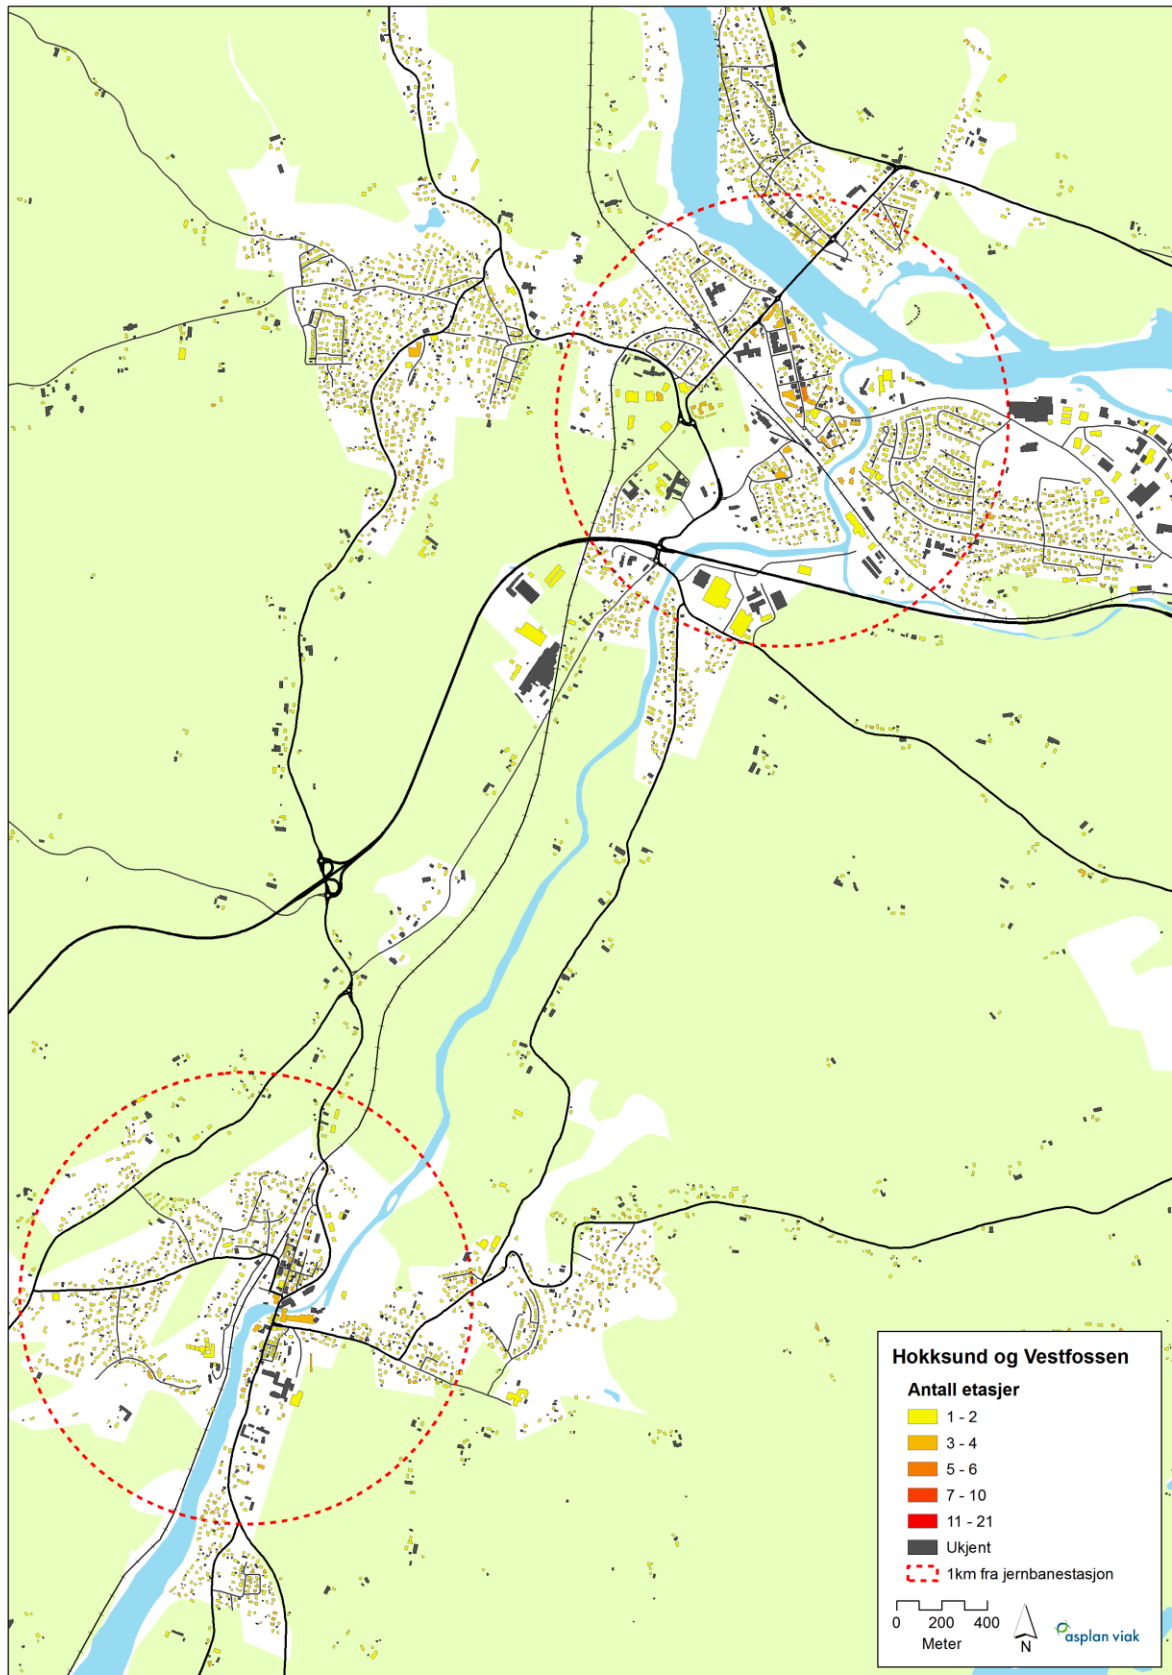 Hokksund og Vestfossen
Antall etasjer
1 - 2
3 - 4
5 - 6
7 - 10
11 - 21
Ukjent
1km fra jernbanestasjon
0 200 400
Meter
N
asplan viak